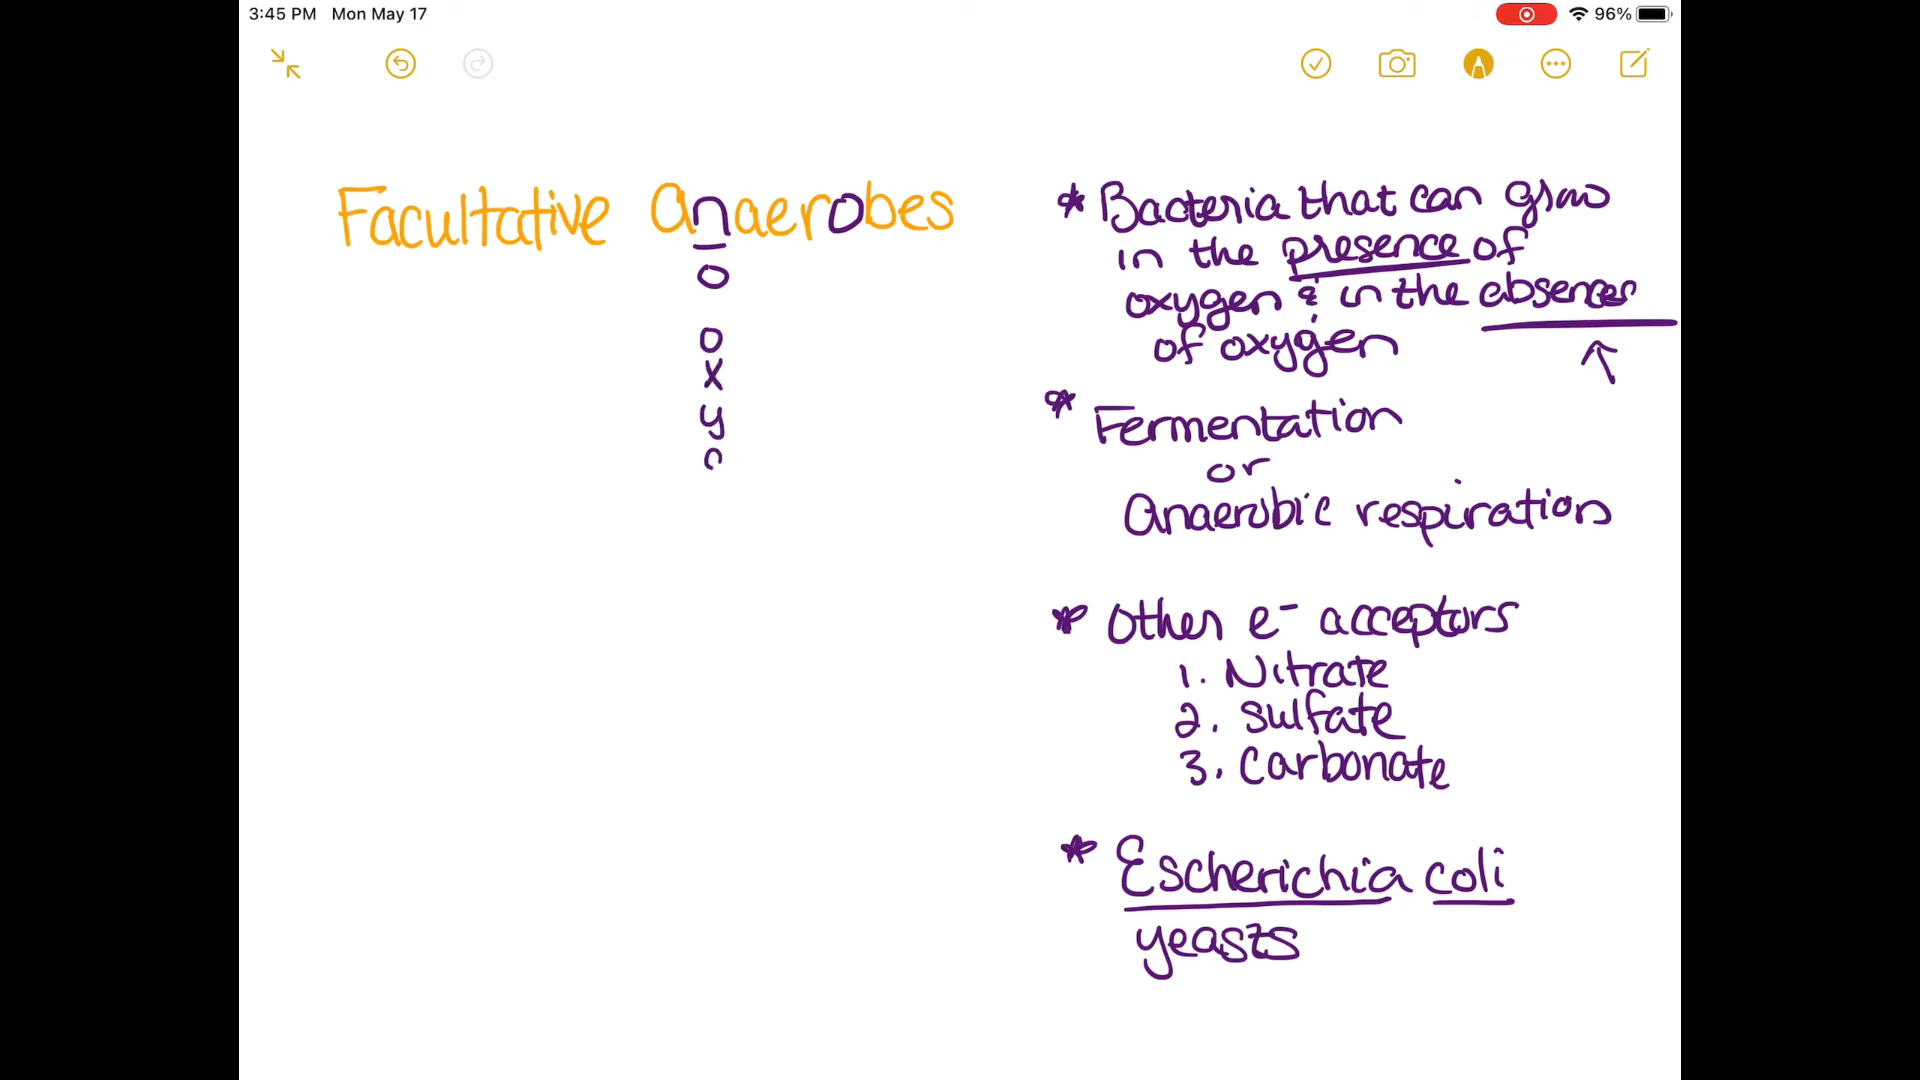 3:45 PM Mon May 17
96%
Facultative Anaerobes
o
o
x
y
* Bacteria that can grow
in the presence of
oxygen & in the absence
of oxygen
* Fermentation
or
Anaerobic respiration
* Other e⁻ acceptors
1. Nitrate
2. Sulfate
3. Carbonate
* Escherichia coli
yeasts